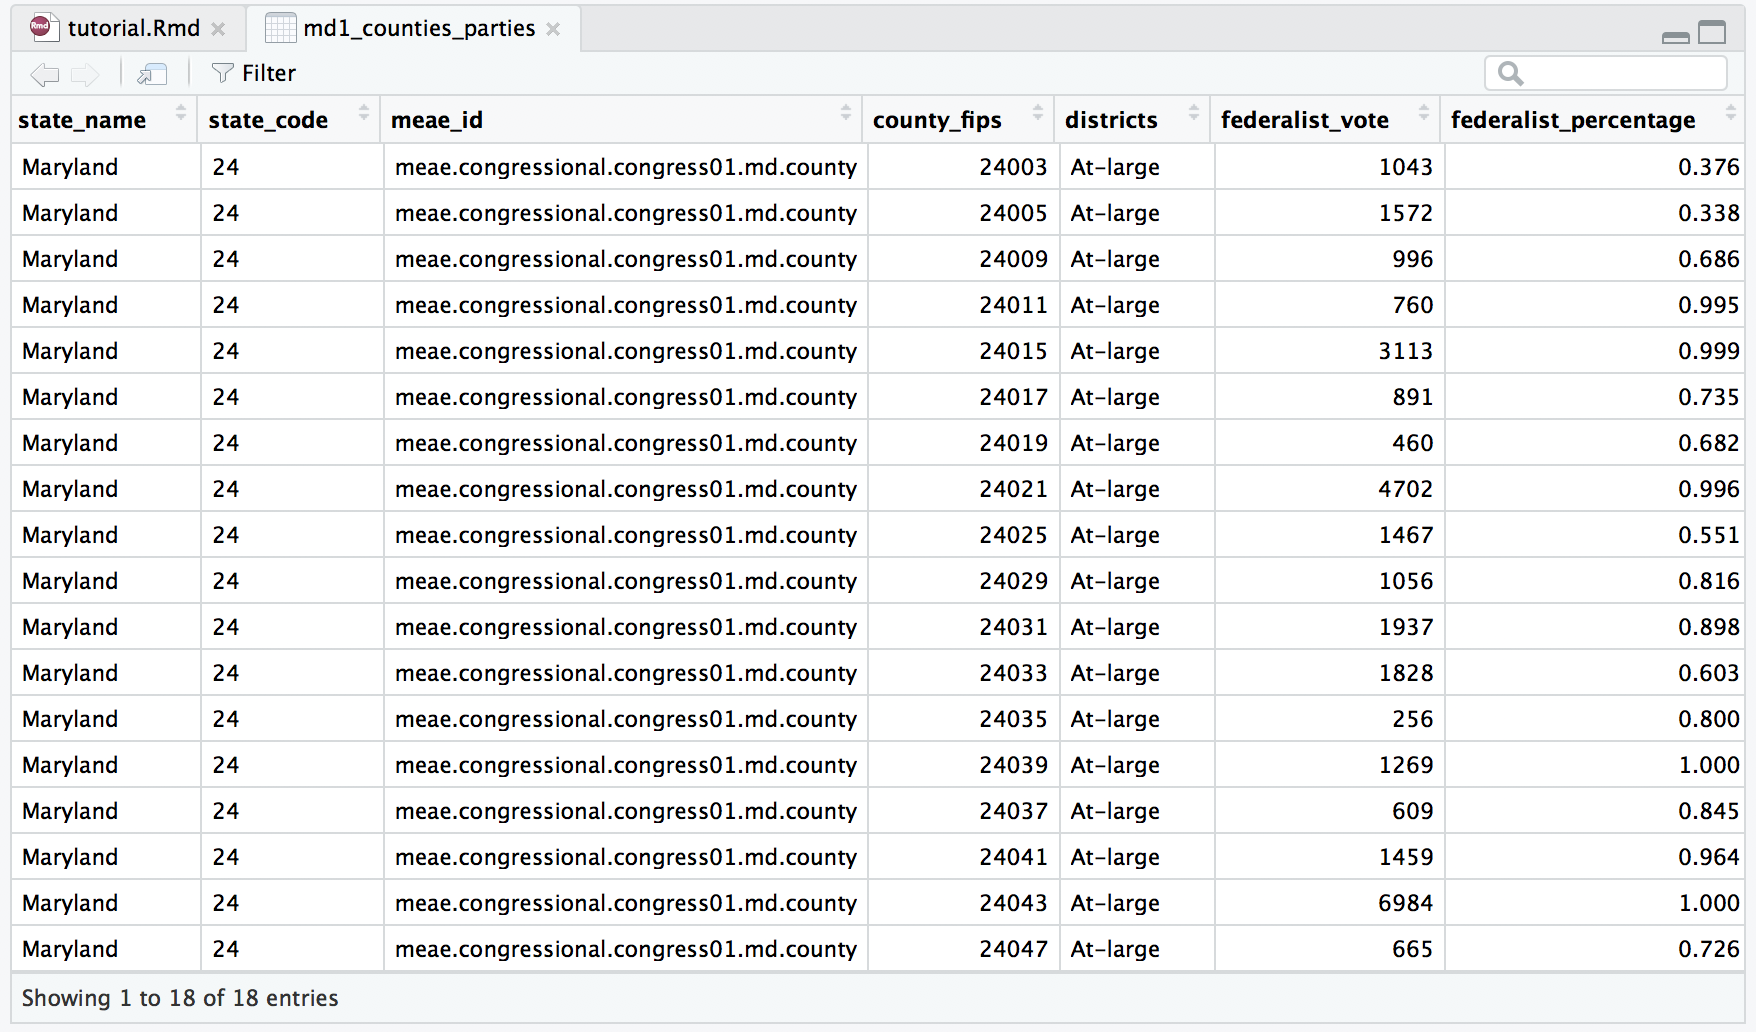 Rmd tutorial.Rmd md1_counties_parties
Filter
state_name state_code meae_id county_fips districts federalist_vote federalist_percentage
Maryland 24 meae.congressional.congress01.md.county 24003 At-large 1043 0.376
Maryland 24 meae.congressional.congress01.md.county 24005 At-large 1572 0.338
Maryland 24 meae.congressional.congress01.md.county 24009 At-large 996 0.686
Maryland 24 meae.congressional.congress01.md.county 24011 At-large 760 0.995
Maryland 24 meae.congressional.congress01.md.county 24015 At-large 3113 0.999
Maryland 24 meae.congressional.congress01.md.county 24017 At-large 891 0.735
Maryland 24 meae.congressional.congress01.md.county 24019 At-large 460 0.682
Maryland 24 meae.congressional.congress01.md.county 24021 At-large 4702 0.996
Maryland 24 meae.congressional.congress01.md.county 24025 At-large 1467 0.551
Maryland 24 meae.congressional.congress01.md.county 24029 At-large 1056 0.816
Maryland 24 meae.congressional.congress01.md.county 24031 At-large 1937 0.898
Maryland 24 meae.congressional.congress01.md.county 24033 At-large 1828 0.603
Maryland 24 meae.congressional.congress01.md.county 24035 At-large 256 0.800
Maryland 24 meae.congressional.congress01.md.county 24039 At-large 1269 1.000
Maryland 24 meae.congressional.congress01.md.county 24037 At-large 609 0.845
Maryland 24 meae.congressional.congress01.md.county 24041 At-large 1459 0.964
Maryland 24 meae.congressional.congress01.md.county 24043 At-large 6984 1.000
Maryland 24 meae.congressional.congress01.md.county 24047 At-large 665 0.726
Showing 1 to 18 of 18 entries